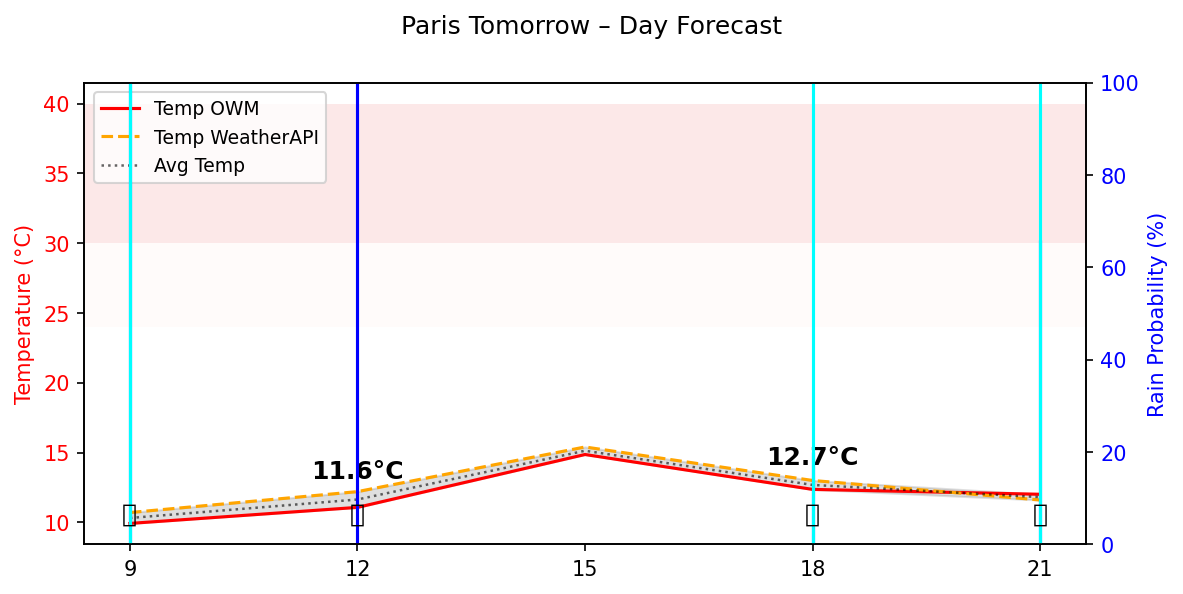 Paris Tomorrow – Day Forecast
Temp OWM
Temp WeatherAPI
Avg Temp
Temperature (°C)
40
35
30
25
20
15
10
11.6°C
12.7°C
9
12
15
18
21
100
80
60
40
20
0
Rain Probability (%)